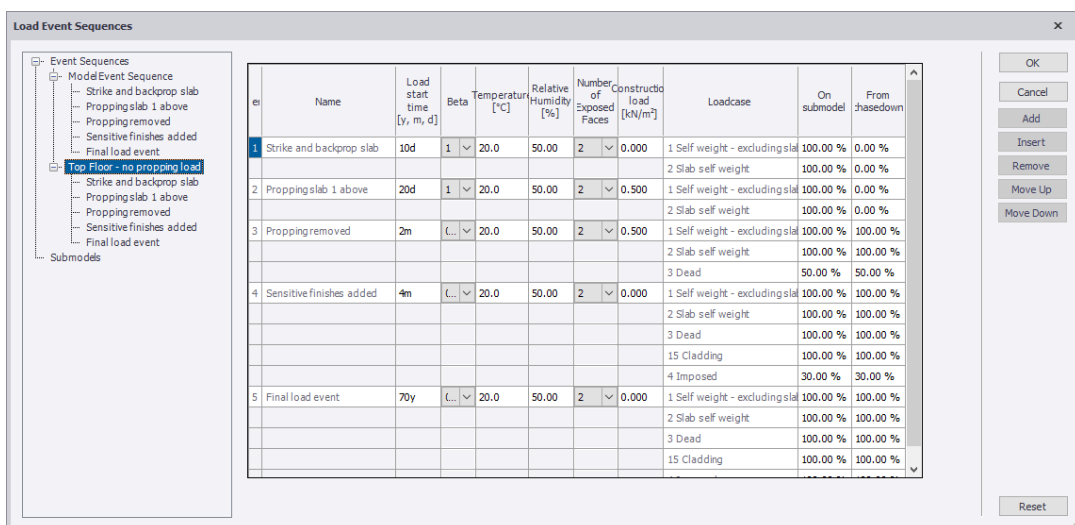 Load Event Sequences
Event Sequences
Model Event Sequence
Strike and backprop slab
Propping slab 1 above
Propping removed
Sensitive finishes added
Final load event
Top Floor - no propping load
Strike and backprop slab
Propping slab 1 above
Propping removed
Sensitive finishes added
Final load event
Submodels
Name Load start time [y, m, d] Beta Temperature [°C] Relative Humidity [%] Number of Exposed Faces Constructio load [kN/m²] Loadcase On submodel From chasedown
1 Strike and backprop slab 10d 1 20.0 50.00 2 0.000 1 Self weight - excluding sla 100.00 % 0.00 %
2 Slab self weight 100.00 % 0.00 %
2 Propping slab 1 above 20d 1 20.0 50.00 2 0.500 1 Self weight - excluding sla 100.00 % 0.00 %
2 Slab self weight 100.00 % 0.00 %
3 Propping removed 2m (... 20.0 50.00 2 0.500 1 Self weight - excluding sla 100.00 % 100.00 %
2 Slab self weight 100.00 % 100.00 %
3 Dead 50.00 % 50.00 %
4 Sensitive finishes added 4m (... 20.0 50.00 2 0.000 1 Self weight - excluding sla 100.00 % 100.00 %
2 Slab self weight 100.00 % 100.00 %
3 Dead 100.00 % 100.00 %
15 Cladding 100.00 % 100.00 %
4 Imposed 30.00 % 30.00 %
5 Final load event 70y (... 20.0 50.00 2 0.000 1 Self weight - excluding sla 100.00 % 100.00 %
2 Slab self weight 100.00 % 100.00 %
3 Dead 100.00 % 100.00 %
15 Cladding 100.00 % 100.00 %
OK
Cancel
Add
Insert
Remove
Move Up
Move Down
Reset